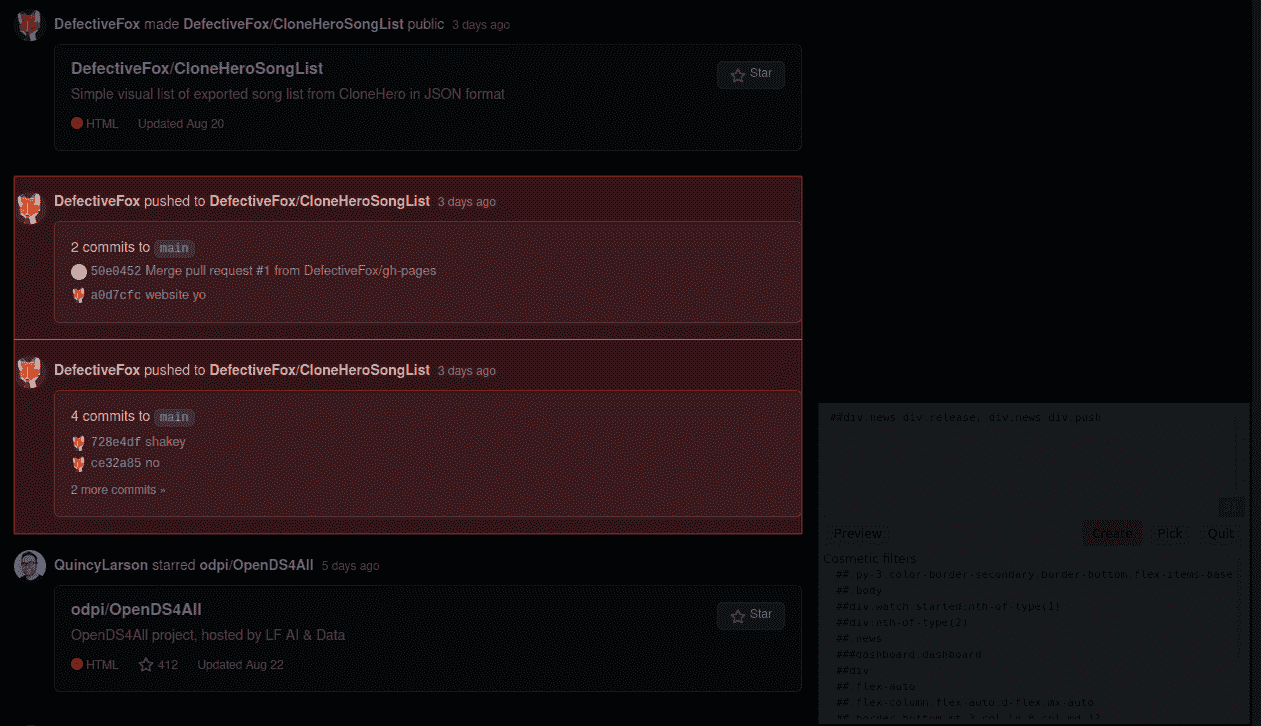 DefectiveFox made DefectiveFox/CloneHeroSongList public 3 days ago
DefectiveFox/CloneHeroSongList
Star
Simple visual list of exported song list from CloneHero in JSON format
HTML Updated Aug 20
DefectiveFox pushed to DefectiveFox/CloneHeroSongList 3 days ago
2 commits to main
50e0452 Merge pull request #1 from DefectiveFox/gh-pages
a0d7cfc website yo
DefectiveFox pushed to DefectiveFox/CloneHeroSongList 3 days ago
4 commits to main
728e4df shakey
ce32a85 no
2 more commits »
QuincyLarson starred odpi/OpenDS4All 5 days ago
odpi/OpenDS4All
Star
OpenDS4All project, hosted by LF AI & Data
HTML 412 Updated Aug 22
##div.news div.release, div.news div.push
Preview Create Pick Quit
Cosmetic filters
##.py-3.color-border-secondary.border-bottom.flex-items-base
##.body
##div.watch_started:nth-of-type(1)
##div:nth-of-type(2)
##.news
###dashboard.dashboard
##div
##.flex-auto
##.flex-column.flex-auto.d-flex.mx-auto